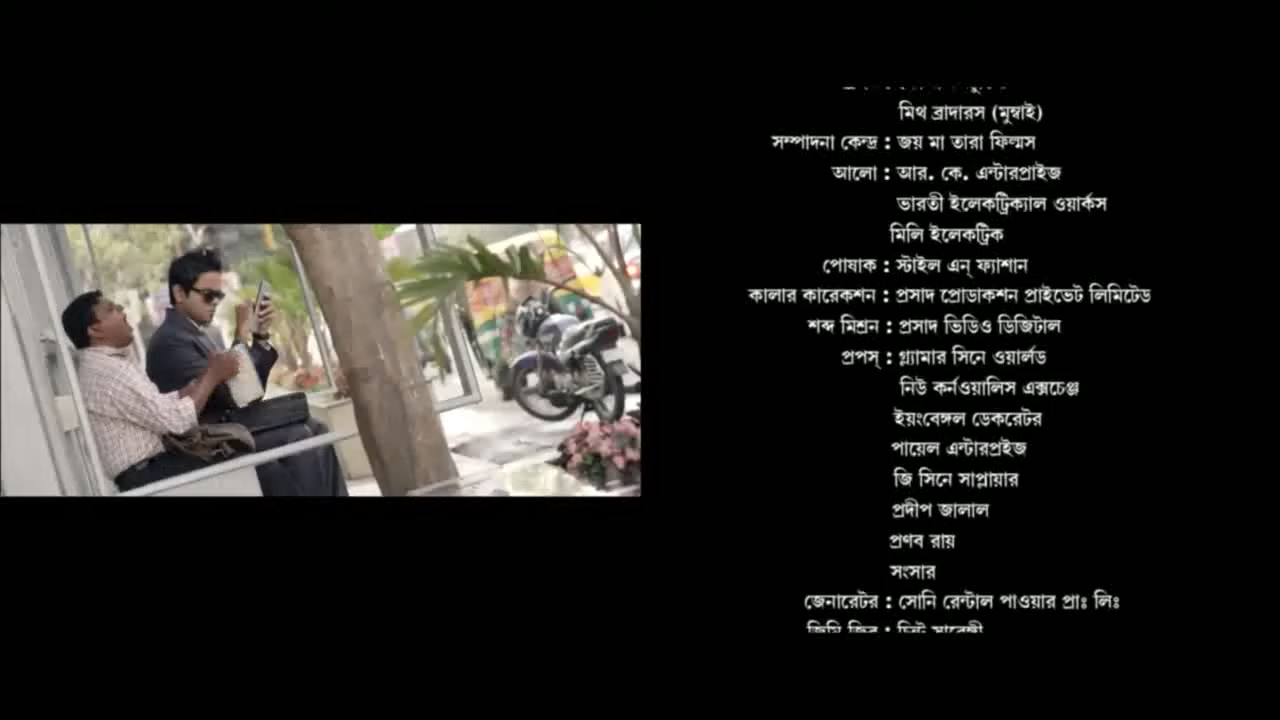 মিথ ব্রাদারস (মুম্বাই)
সম্পাদনা কেন্দ্র : জয় মা তারা ফিল্মস
আলো : আর. কে. এন্টারপ্রাইজ
ভারতী ইলেকট্রিক্যাল ওয়ার্কস
মিলি ইলেকট্রিক
পোষাক : স্টাইল এন্ ফ্যাশান
কালার কারেকশন : প্রসাদ প্রোডাকশন প্রাইভেট লিমিটেড
শব্দ মিশ্রন : প্রসাদ ভিডিও ডিজিটাল
প্রপস্ : গ্ল্যামার সিনে ওয়ার্লড
নিউ কর্নওয়ালিস এক্সচেঞ্জ
ইয়ংবেঙ্গল ডেকরেটর
পায়েল এন্টারপ্রইজ
জি সিনে সাপ্লায়ার
প্রদীপ জালাল
প্রণব রায়
সংসার
জেনারেটর : সোনি রেন্টাল পাওয়ার প্রাঃ লিঃ